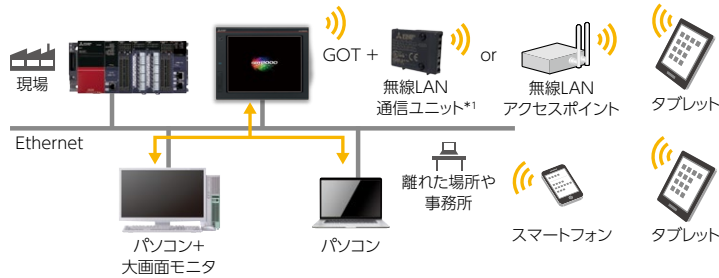 現場
GOT +
無線LAN
通信ユニット*1
or
無線LAN
アクセスポイント
タブレット
Ethernet
パソコン+
大画面モニタ
パソコン
離れた場所や
事務所
スマートフォン
タブレット